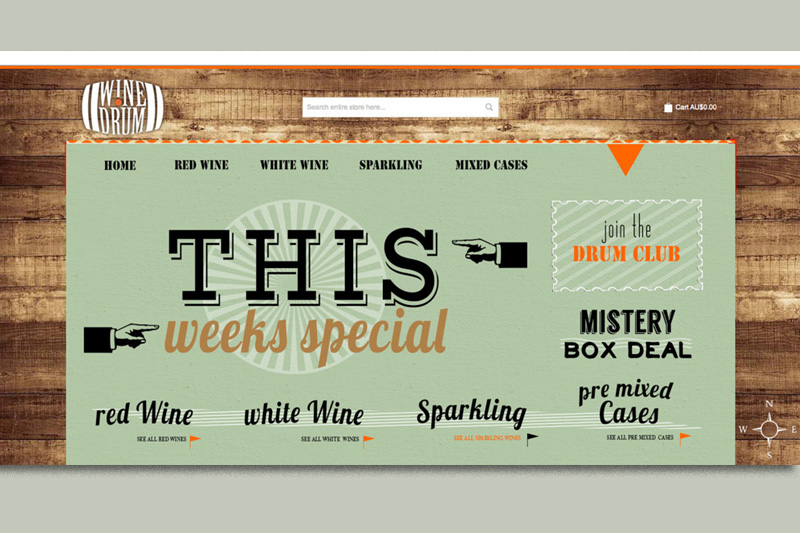 WINE
DRUM
Search entire store here...
Cart AU$0.00
HOME RED WINE WHITE WINE SPARKLING MIXED CASES
THIS
weeks special
join the
DRUM CLUB
MISTERY
BOX DEAL
red Wine
SEE ALL RED WINES
white Wine
SEE ALL WHITE WINES
Sparkling
SEE ALL SPARKLING WINES
pre mixed
Cases
SEE ALL PRE MIXED CASES
N
W E
S